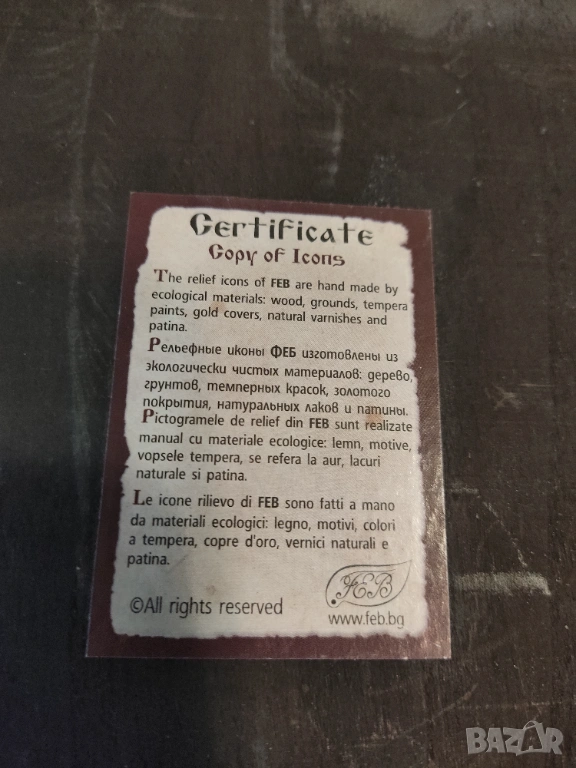 Certificate
Copy of Icons
The relief icons of FEB are hand made by
ecological materials: wood, grounds, tempera
paints, gold covers, natural varnishes and
patina.
Рельефные иконы ФЕБ изготовлены из
экологически чистых материалов: дерево,
грунтов, темперных красок, золотого
покрытия, натуральных лаков и патины.
Pictogramele de relief din FEB sunt realizate
manual cu materiale ecologice: lemn, motive,
vopsele tempera, se refera la aur, lacuri
naturale si patina.
Le icone rilievo di FEB sono fatti a mano
da materiali ecologici: legno, motivi, colori
a tempera, copre d'oro, vernici naturali e
patina.
FEB
©All rights reserved
www.feb.bg
BAZAR